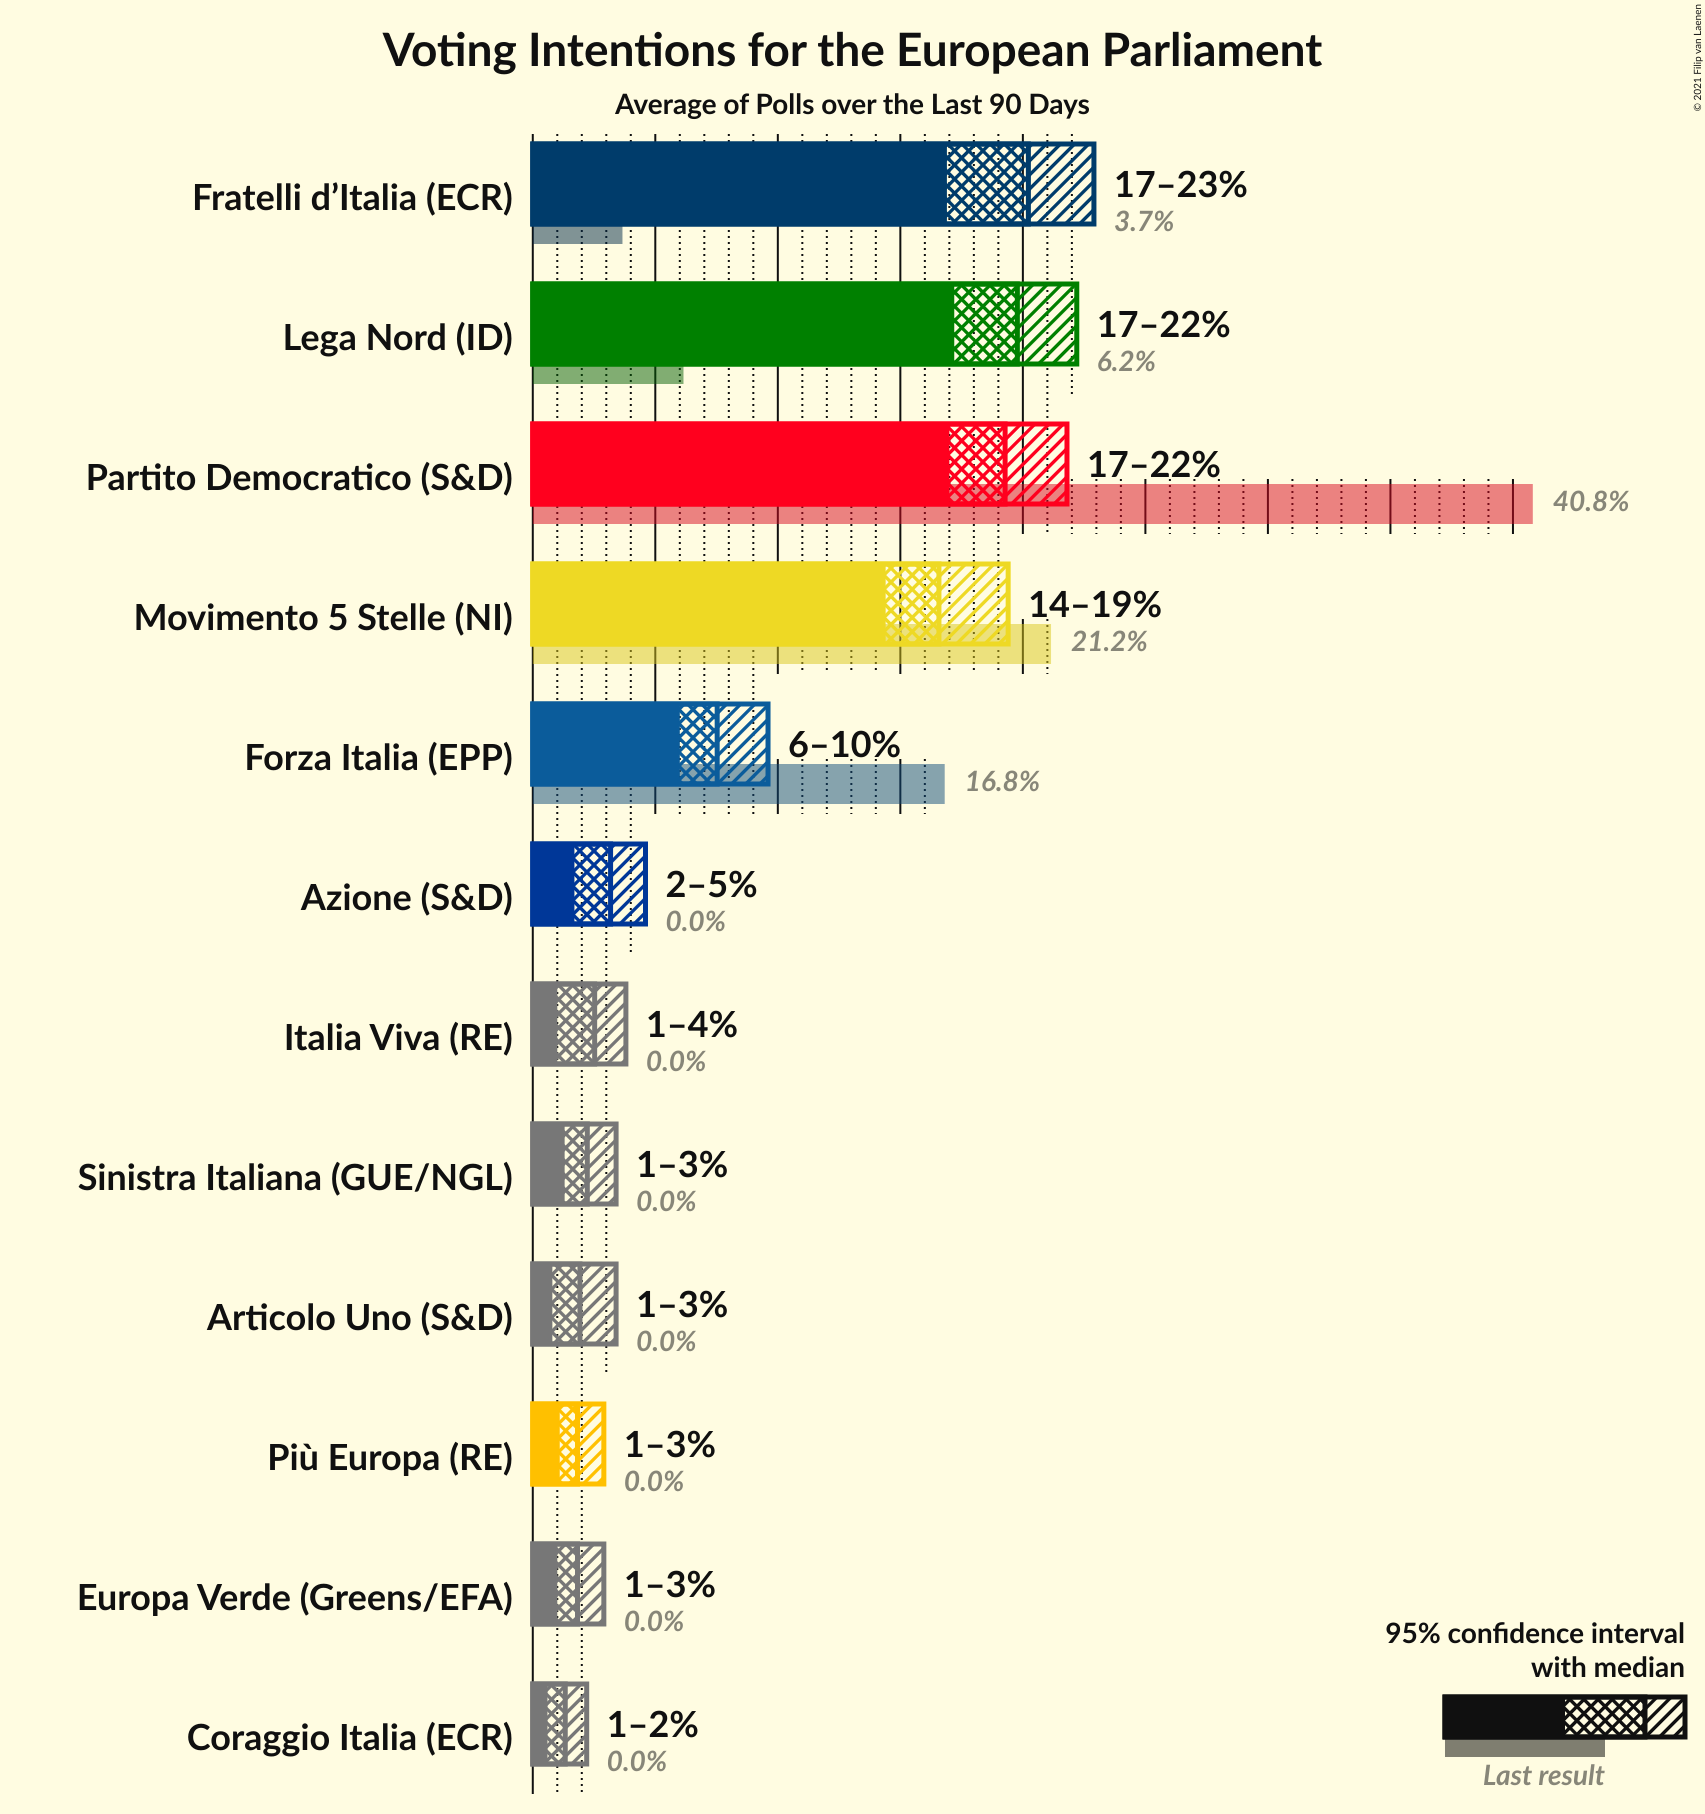 Voting Intentions for the European Parliament
Average of Polls over the Last 90 Days
© 2021 Filip van Laenen
Fratelli d’Italia (ECR)
17–23%
3.7%
Lega Nord (ID)
17–22%
6.2%
Partito Democratico (S&D)
17–22%
40.8%
Movimento 5 Stelle (NI)
14–19%
21.2%
Forza Italia (EPP)
6–10%
16.8%
Azione (S&D)
2–5%
0.0%
Italia Viva (RE)
1–4%
0.0%
Sinistra Italiana (GUE/NGL)
1–3%
0.0%
Articolo Uno (S&D)
1–3%
0.0%
Più Europa (RE)
1–3%
0.0%
Europa Verde (Greens/EFA)
1–3%
0.0%
Coraggio Italia (ECR)
1–2%
0.0%
95% confidence interval
with median
Last result